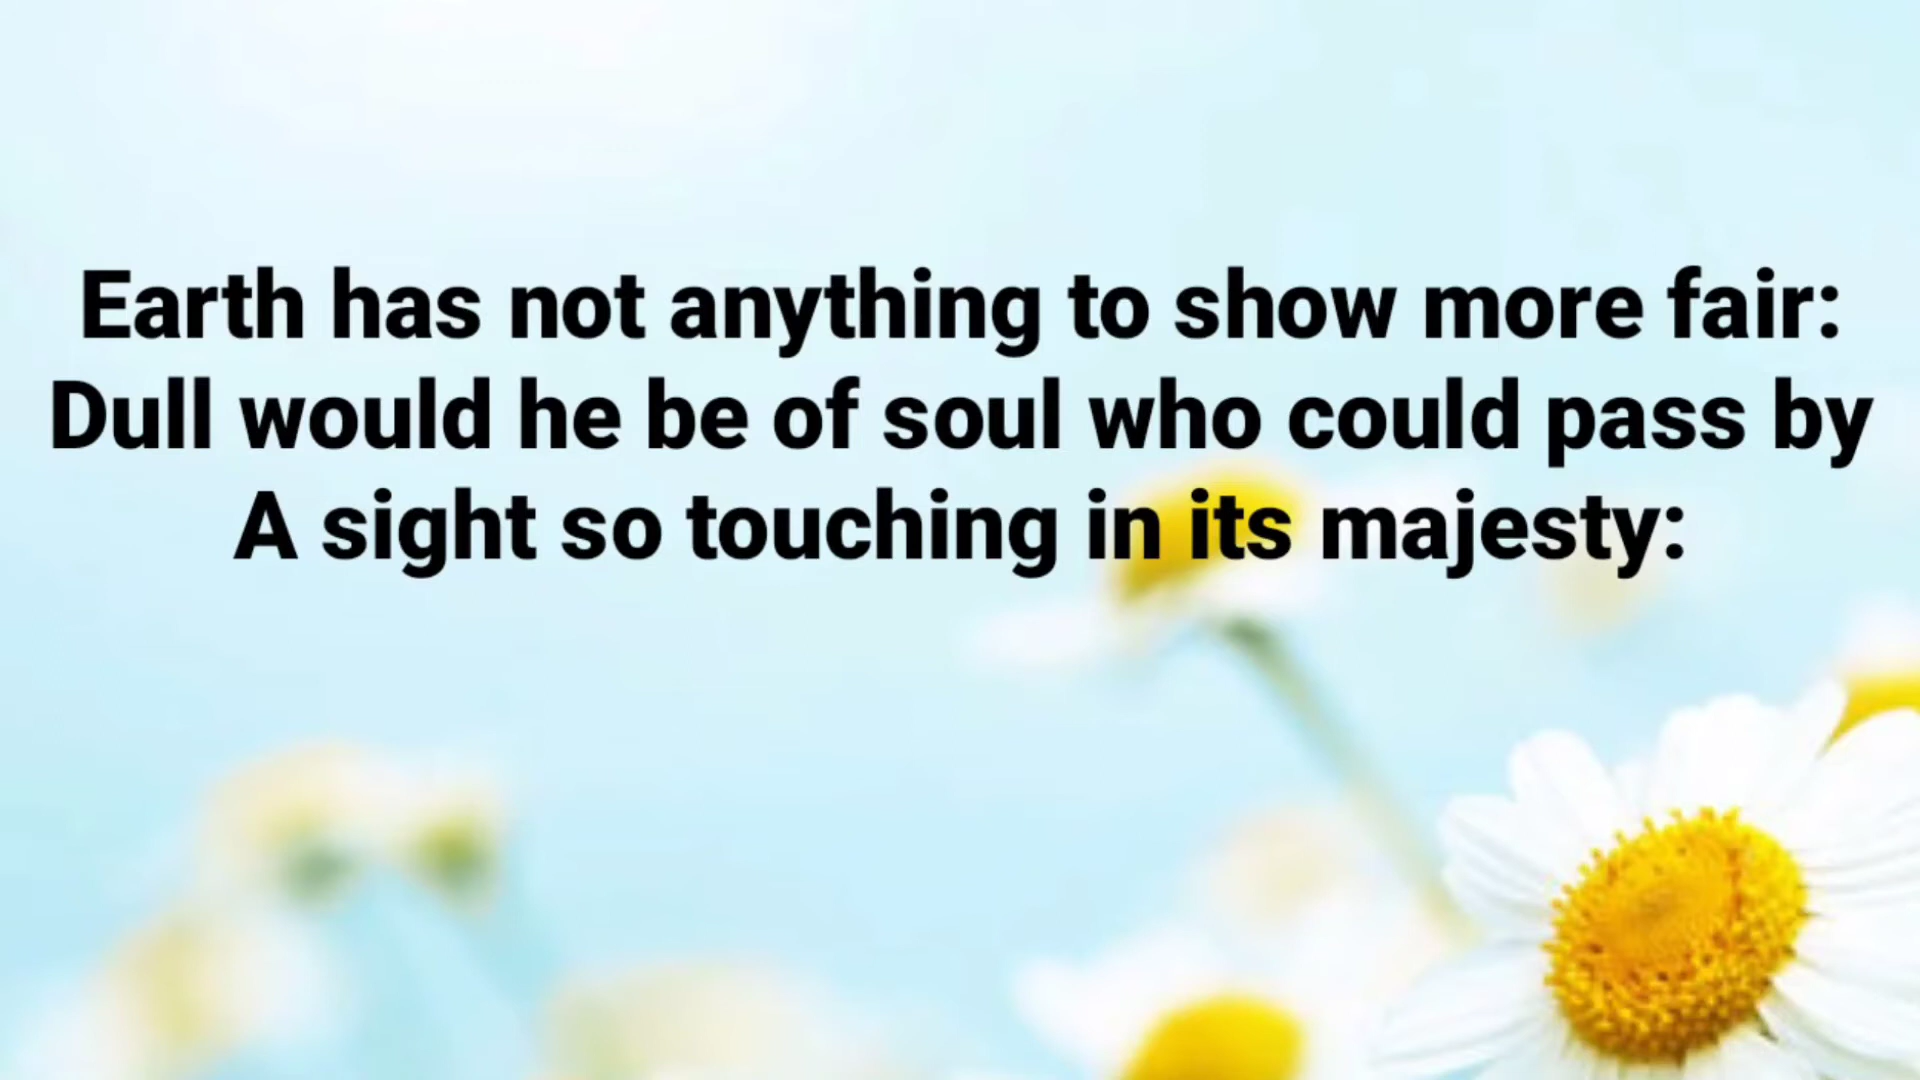 Earth has not anything to show more fair:
Dull would he be of soul who could pass by
A sight so touching in its majesty: